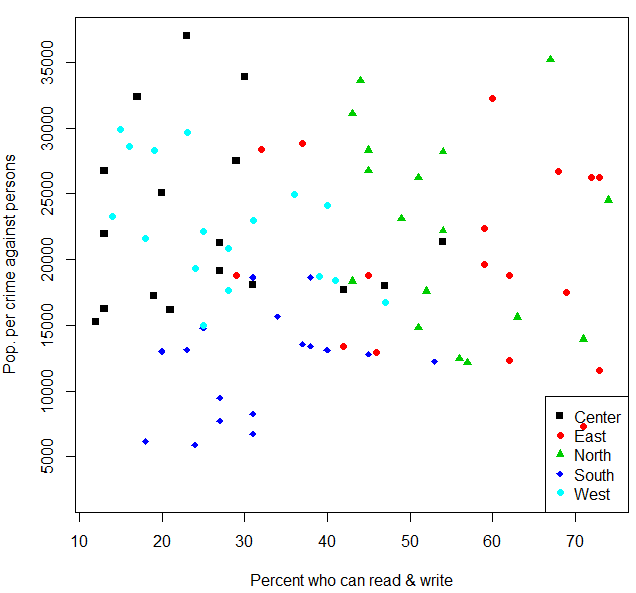 Pop. per crime against persons
35000
30000
25000
20000
15000
10000
5000
Center
East
North
South
West
10 20 30 40 50 60 70
Percent who can read & write